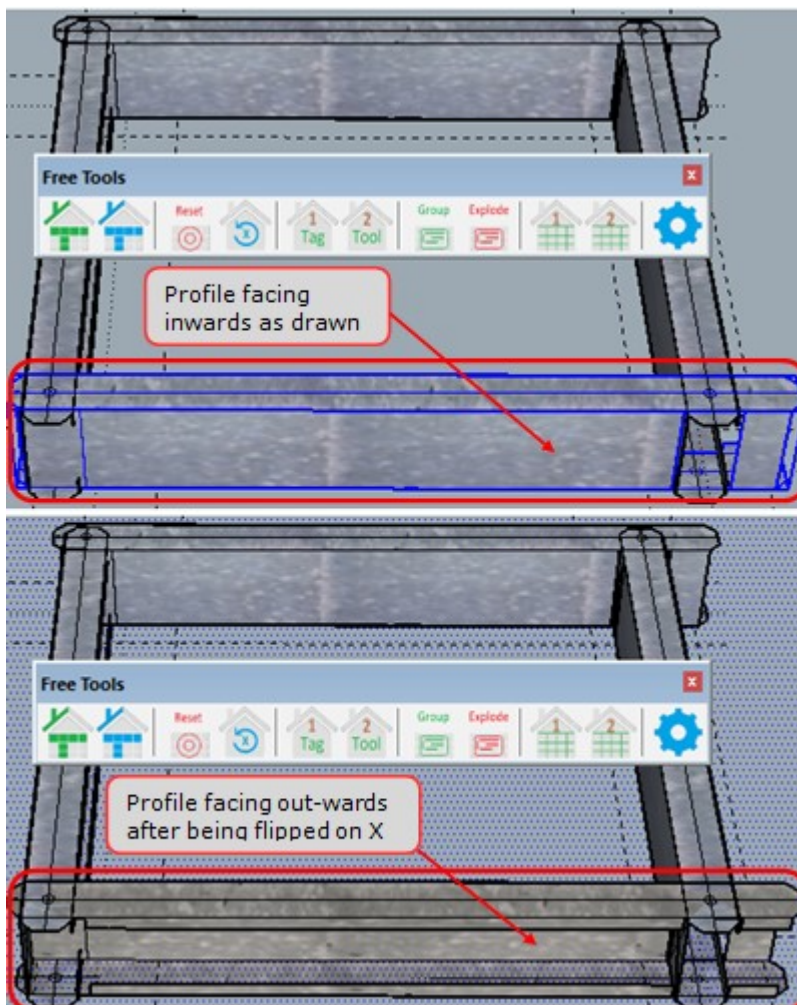 Free Tools
x
Reset
1
2
Group
Explode
1
2
X
Tag
Tool
Profile facing
inwards as drawn
Free Tools
x
Reset
1
2
Group
Explode
1
2
X
Tag
Tool
Profile facing out-wards
after being flipped on X